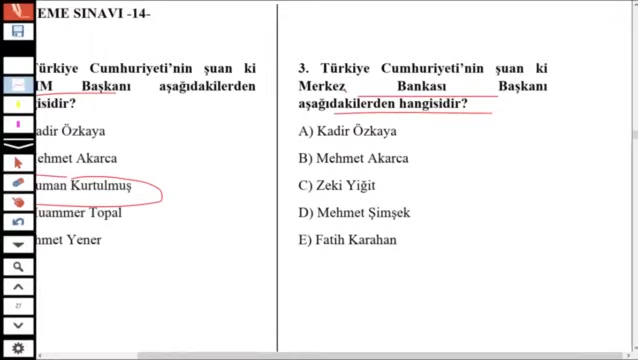 EME SINAVI -14-
Türkiye Cumhuriyeti’nin şuan ki
IM Başkanı aşağıdakilerden
isidir?
adir Özkaya
ehmet Akarca
uman Kurtulmuş
uammer Topal
hmet Yener
3. Türkiye Cumhuriyeti’nin şuan ki
Merkez Bankası Başkanı
aşağıdakilerden hangisidir?
A) Kadir Özkaya
B) Mehmet Akarca
C) Zeki Yiğit
D) Mehmet Şimşek
E) Fatih Karahan
27